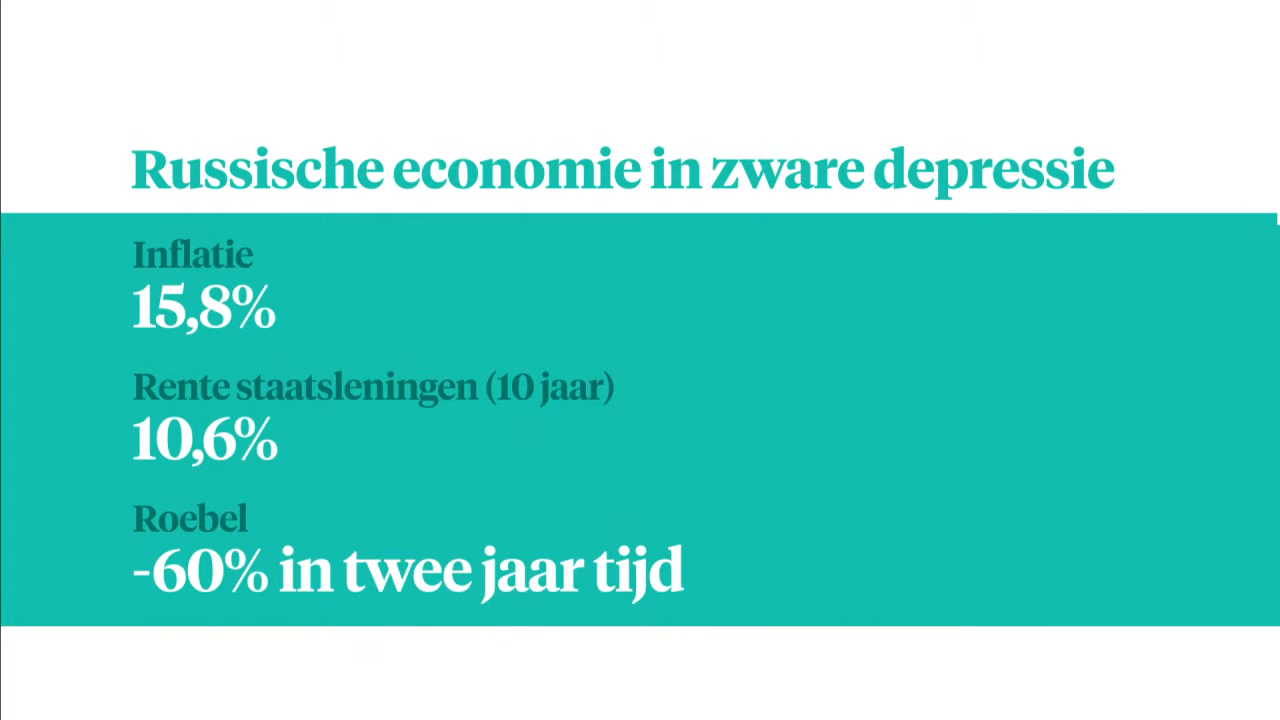 Russische economie in zware depressie
Inflatie
15,8%
Rente staatsleningen (10 jaar)
10,6%
Roebel
-60% in twee jaar tijd